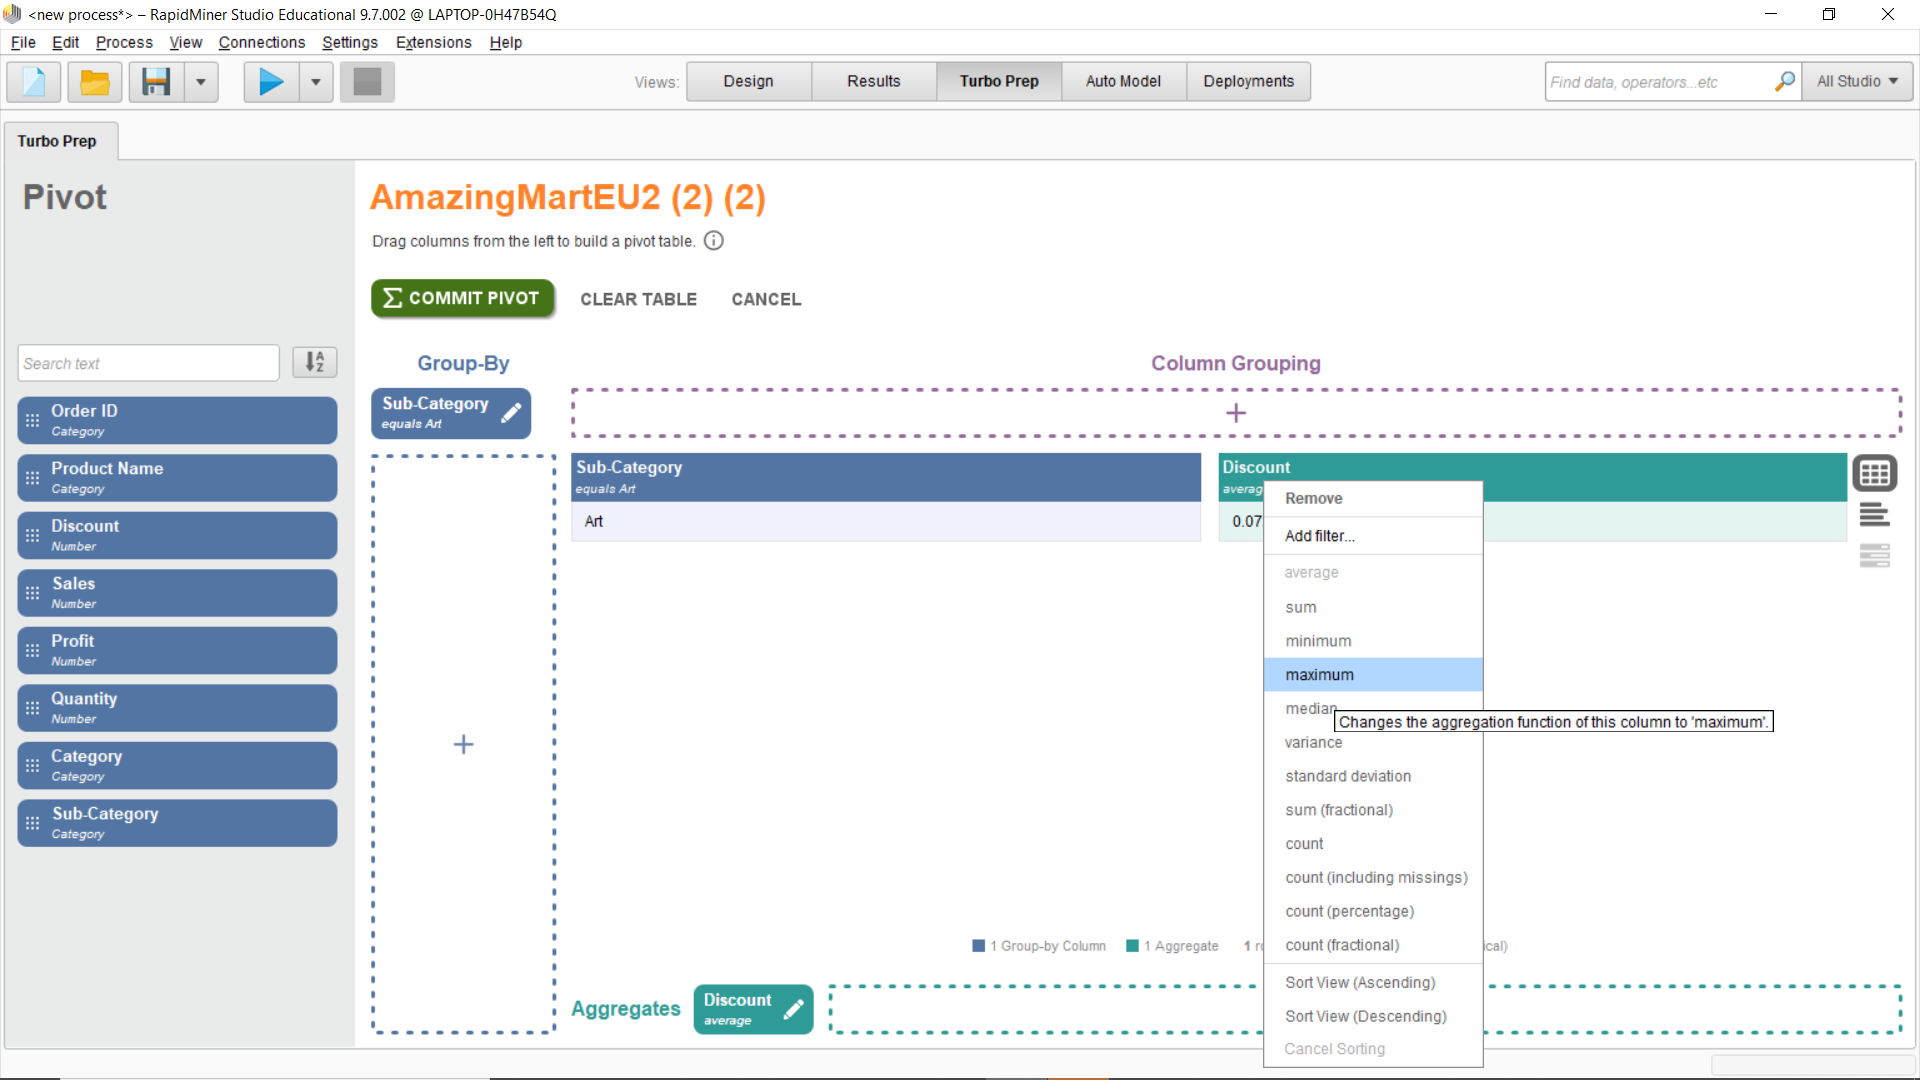 <new process*> – RapidMiner Studio Educational 9.7.002 @ LAPTOP-0H47B54Q
File Edit Process View Connections Settings Extensions Help
Views: Design Results Turbo Prep Auto Model Deployments
Find data, operators...etc
All Studio
Turbo Prep
Pivot
AmazingMartEU2 (2) (2)
Drag columns from the left to build a pivot table.
COMMIT PIVOT
CLEAR TABLE
CANCEL
Search text
Order ID
Category
Product Name
Category
Discount
Number
Sales
Number
Profit
Number
Quantity
Number
Category
Category
Sub-Category
Category
Group-By
Column Grouping
Sub-Category
equals Art
Sub-Category
equals Art
Art
Discount
averag
0.07
Remove
Add filter...
average
sum
minimum
maximum
median
Changes the aggregation function of this column to 'maximum'.
variance
standard deviation
sum (fractional)
count
count (including missings)
count (percentage)
count (fractional)
Sort View (Ascending)
Sort View (Descending)
Cancel Sorting
1 Group-by Column
1 Aggregate
1 r
ical)
Aggregates
Discount
average